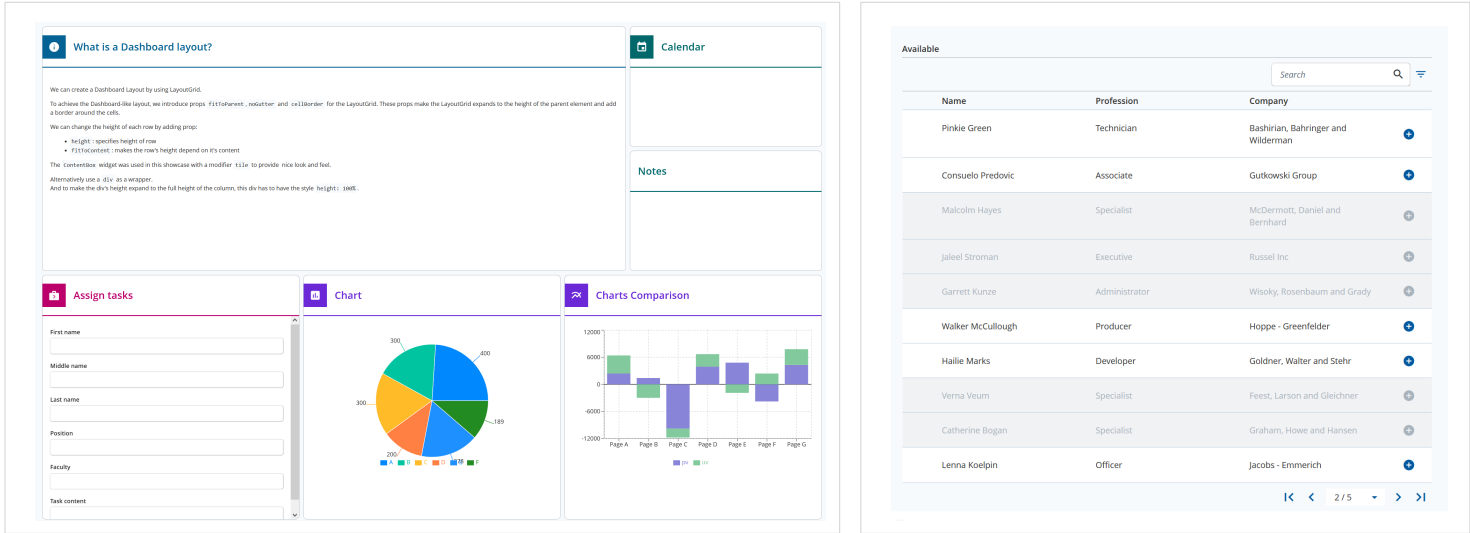 What is a Dashboard layout?
We can create a Dashboard Layout by using LayoutGrid.
To achieve the Dashboard-like layout, we introduce props fitToParent, noGutter and cellBorder for the LayoutGrid. These props make the LayoutGrid expands to the height of the parent element and add
a border around the cells.
We can change the height of each row by adding prop:
height : specifies height of row
fitToContent : makes the row's height depend on it's content
The ContentBox widget was used in this showcase with a modifier tile to provide nice look and feel.
Alternatively use a div as a wrapper.
And to make the div's height expand to the full height of the column, this div has to have the style height: 100%.
Calendar
Notes
Assign tasks
First name
Middle name
Last name
Position
Faculty
Task content
Chart
300
400
300
189
200
A B C D F
Charts Comparison
12000
6000
0
-6000
-12000
Page A Page B Page C Page D Page E Page F Page G
pv uv
Available
Search
Name Profession Company
Pinkie Green Technician Bashirian, Bahringer and
Wilderman
Consuelo Predovic Associate Gutkowski Group
Malcolm Hayes Specialist McDermott, Daniel and
Bernhard
Jaleel Stroman Executive Russel Inc
Garrett Kunze Administrator Wisoky, Rosenbaum and Grady
Walker McCullough Producer Hoppe - Greenfelder
Hailie Marks Developer Goldner, Walter and Stehr
Verna Veum Specialist Feest, Larson and Gleichner
Catherine Bogan Specialist Graham, Howe and Hansen
Lenna Koelpin Officer Jacobs - Emmerich
2 / 5